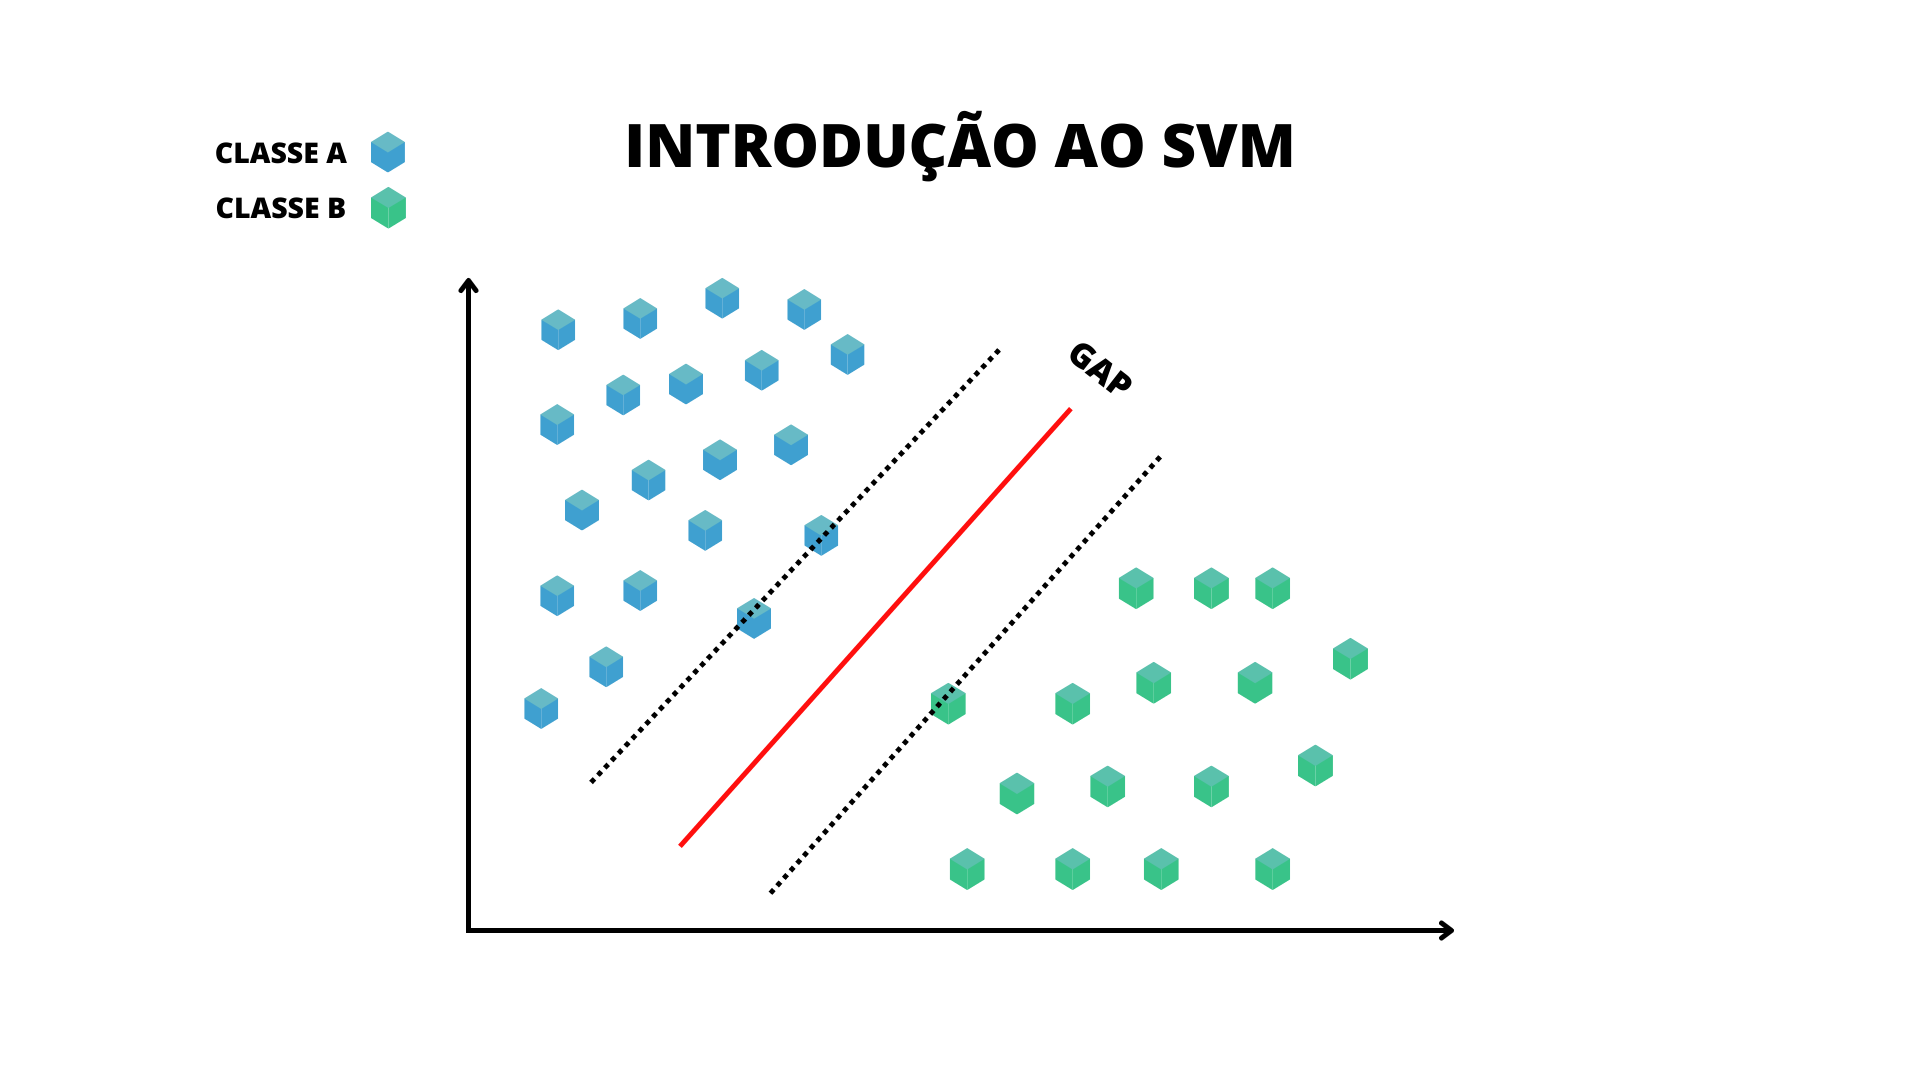 INTRODUÇÃO AO SVM
CLASSE A
CLASSE B
GAP